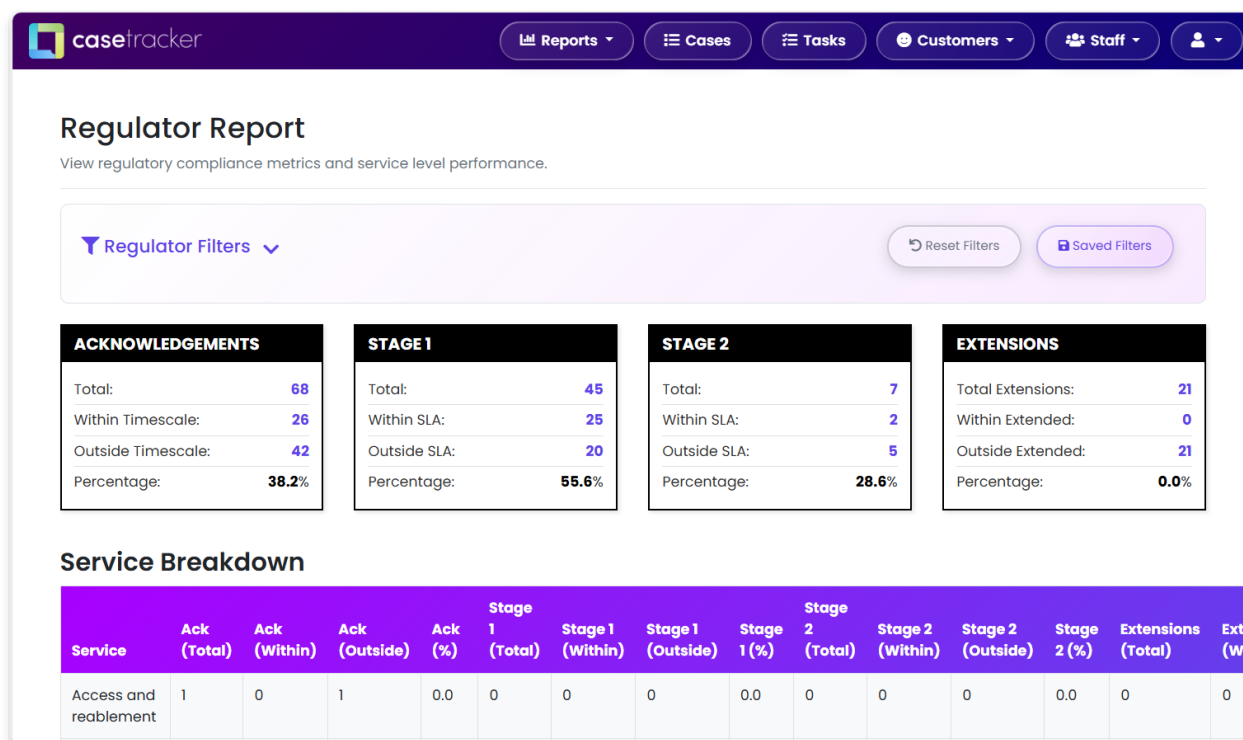 casetracker
Reports
Cases
Tasks
Customers
Staff
Regulator Report
View regulatory compliance metrics and service level performance.
Regulator Filters
Reset Filters
Saved Filters
ACKNOWLEDGEMENTS
Total: 68
Within Timescale: 26
Outside Timescale: 42
Percentage: 38.2%
STAGE 1
Total: 45
Within SLA: 25
Outside SLA: 20
Percentage: 55.6%
STAGE 2
Total: 7
Within SLA: 2
Outside SLA: 5
Percentage: 28.6%
EXTENSIONS
Total Extensions: 21
Within Extended: 0
Outside Extended: 21
Percentage: 0.0%
Service Breakdown
Service
Ack
(Total)
Ack
(Within)
Ack
(Outside)
Ack
(%)
Stage
1
(Total)
Stage 1
(Within)
Stage 1
(Outside)
Stage
1 (%)
Stage
2
(Total)
Stage 2
(Within)
Stage 2
(Outside)
Stage
2 (%)
Extensions
(Total)
Ext
(W
Access and
reablement
1 0 1 0.0 0 0 0 0.0 0 0 0 0.0 0 0